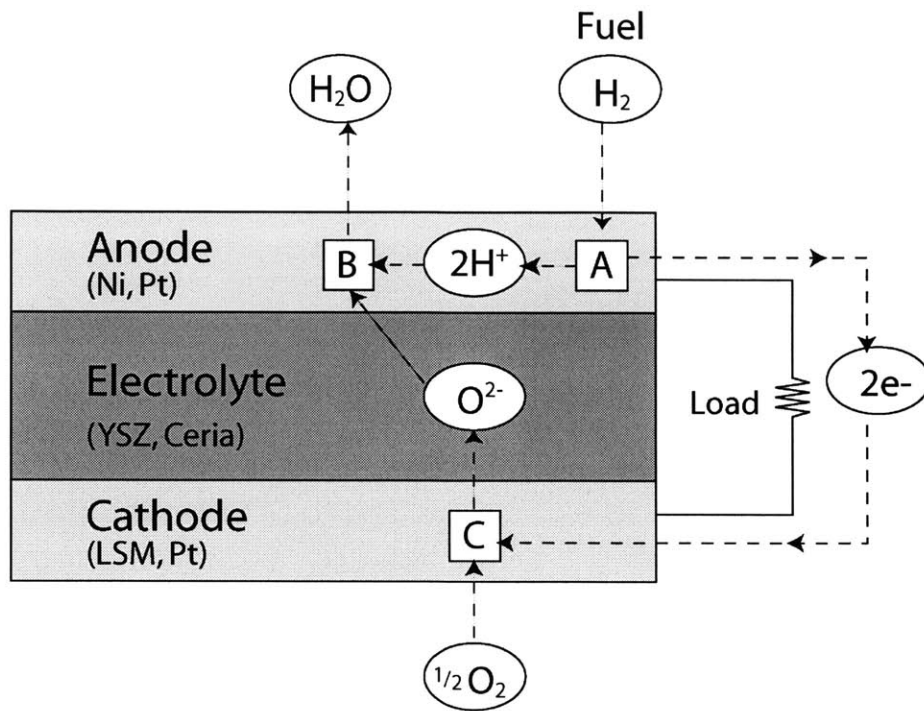 Fuel
H₂O
H₂
Anode
(Ni, Pt)
B
2H⁺
A
Electrolyte
(YSZ, Ceria)
O²⁻
Load
2e-
Cathode
(LSM, Pt)
C
1/2 O₂